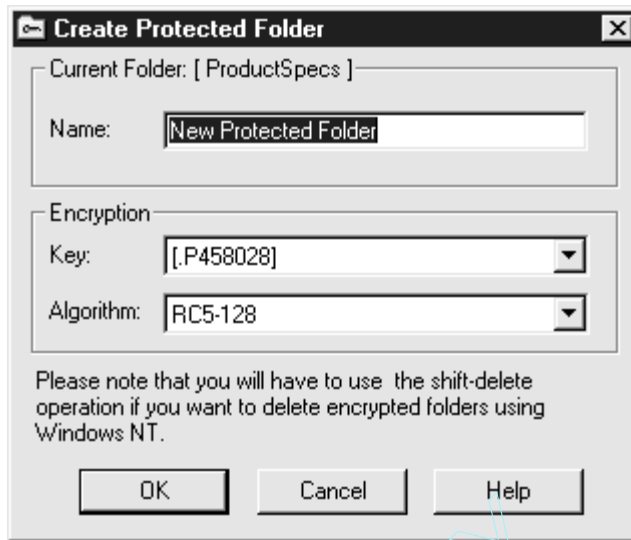 Create Protected Folder
Current Folder: [ ProductSpecs ]
Name: New Protected Folder
Encryption
Key: [.P458028]
Algorithm: RC5-128
Please note that you will have to use  the shift-delete
operation if you want to delete encrypted folders using
Windows NT.
OK Cancel Help